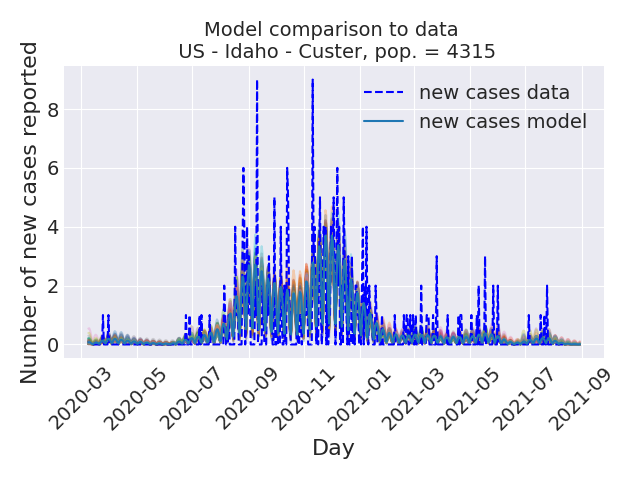 Model comparison to data
US - Idaho - Custer, pop. = 4315
Number of new cases reported
8
6
4
2
0
new cases data
new cases model
2020-03
2020-05
2020-07
2020-09
2020-11
2021-01
2021-03
2021-05
2021-07
2021-09
Day